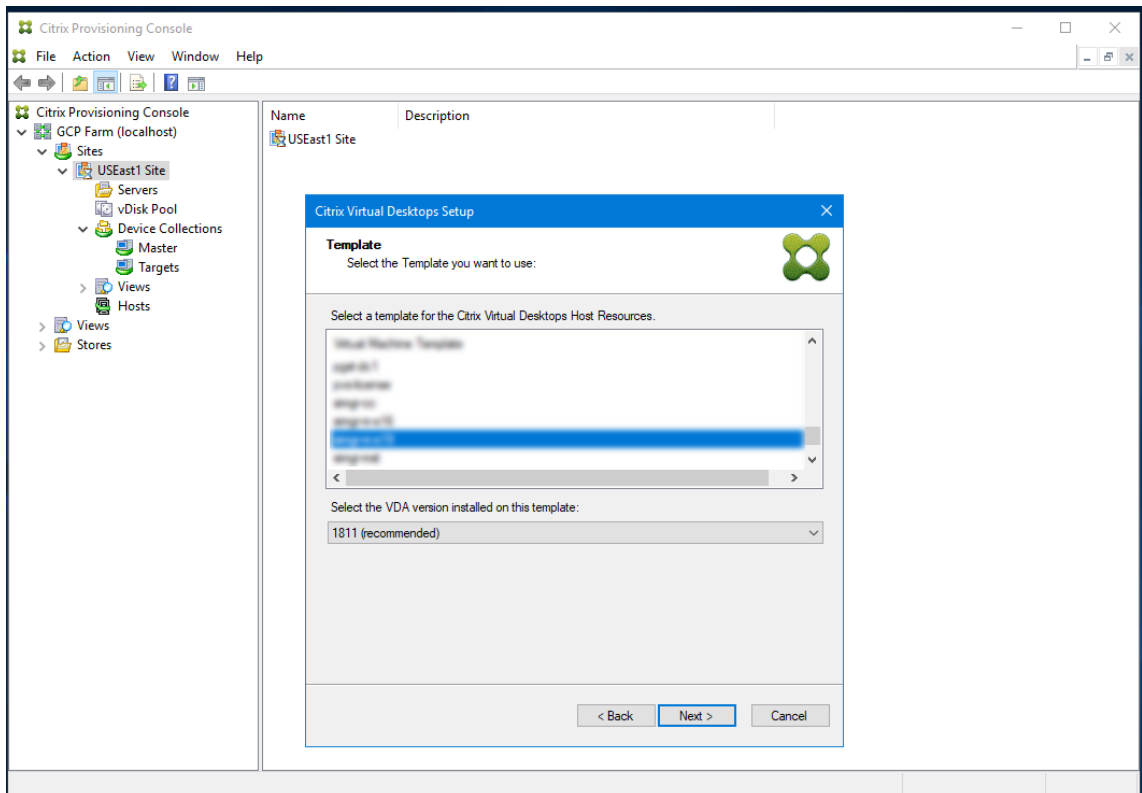 Citrix Provisioning Console
File Action View Window Help
Citrix Provisioning Console
GCP Farm (localhost)
Sites
USEast1 Site
Servers
vDisk Pool
Device Collections
Master
Targets
Views
Hosts
Views
Stores
Name Description
USEast1 Site
Citrix Virtual Desktops Setup
Template
Select the Template you want to use:
Select a template for the Citrix Virtual Desktops Host Resources.
Virtual Machine Template
Select the VDA version installed on this template:
1811 (recommended)
< Back Next > Cancel